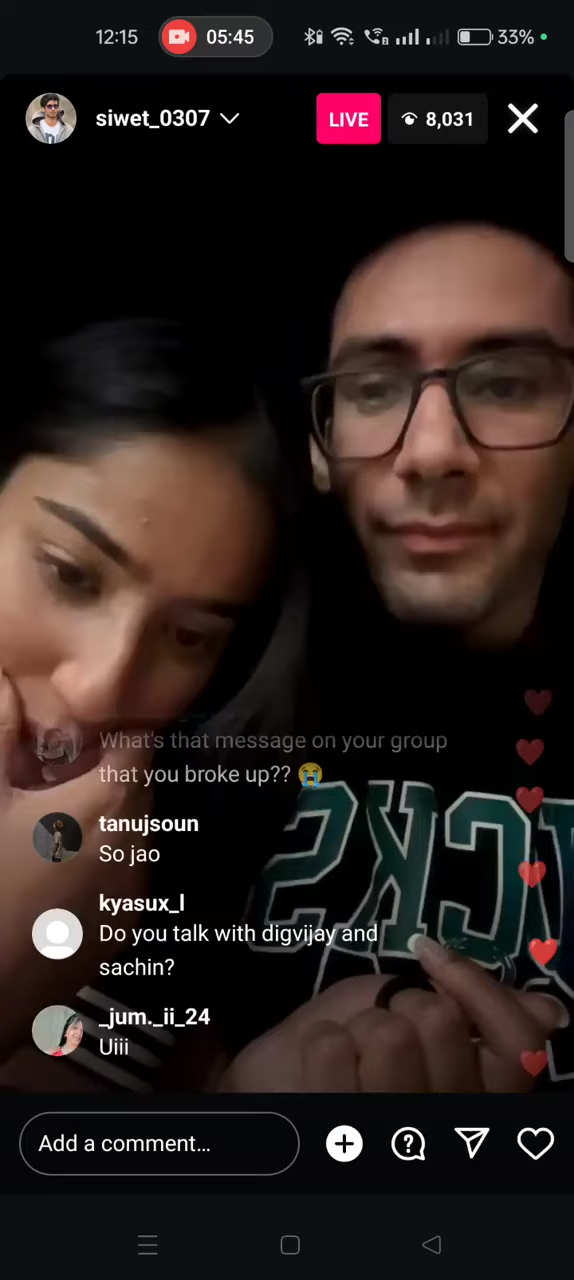 12:15
05:45
33%
siwet_0307
LIVE
8,031
What's that message on your group
that you broke up?? 😭
tanujsoun
So jao
kyasux_l
Do you talk with digvijay and
sachin?
_jum._ii_24
Uiii
Add a comment...